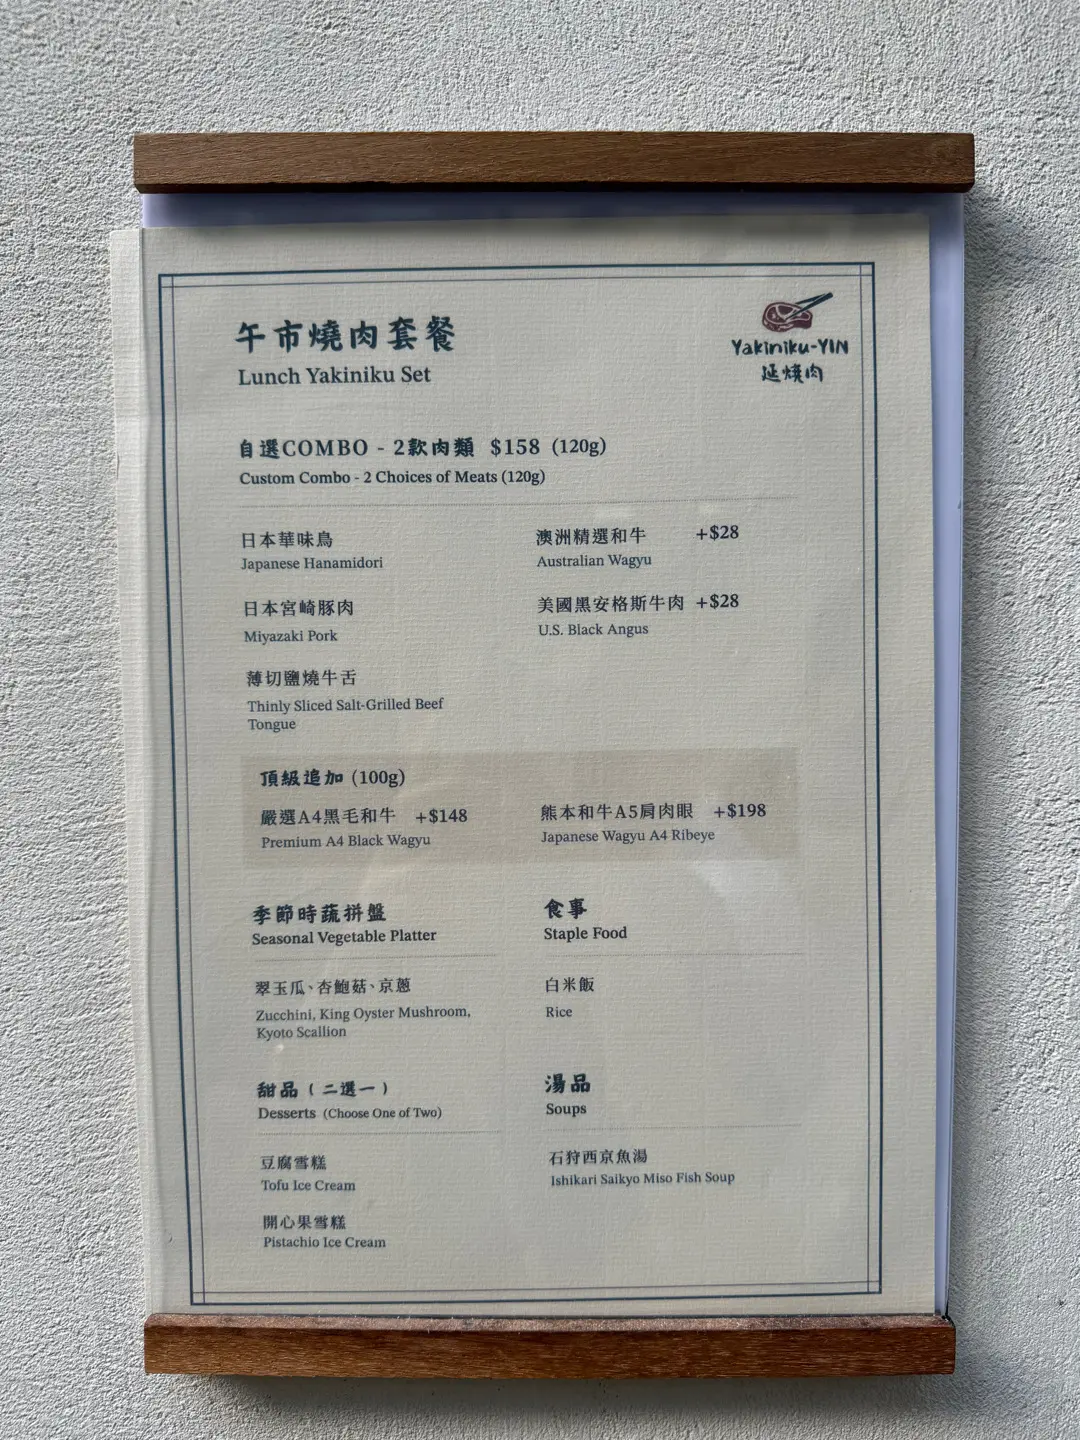 午市燒肉套餐
Lunch Yakiniku Set
Yakiniku-YIN
延燒肉
自選COMBO - 2款肉類 $158 (120g)
Custom Combo - 2 Choices of Meats (120g)
日本華味鳥
Japanese Hanamidori
澳洲精選和牛 +$28
Australian Wagyu
日本宮崎豚肉
Miyazaki Pork
美國黑安格斯牛肉 +$28
U.S. Black Angus
薄切鹽燒牛舌
Thinly Sliced Salt-Grilled Beef
Tongue
頂級追加 (100g)
嚴選A4黑毛和牛 +$148
Premium A4 Black Wagyu
熊本和牛A5肩肉眼 +$198
Japanese Wagyu A4 Ribeye
季節時蔬拼盤
Seasonal Vegetable Platter
翠玉瓜、杏鮑菇、京蔥
Zucchini, King Oyster Mushroom,
Kyoto Scallion
食事
Staple Food
白米飯
Rice
甜品（二選一）
Desserts (Choose One of Two)
豆腐雪糕
Tofu Ice Cream
開心果雪糕
Pistachio Ice Cream
湯品
Soups
石狩西京魚湯
Ishikari Saikyo Miso Fish Soup